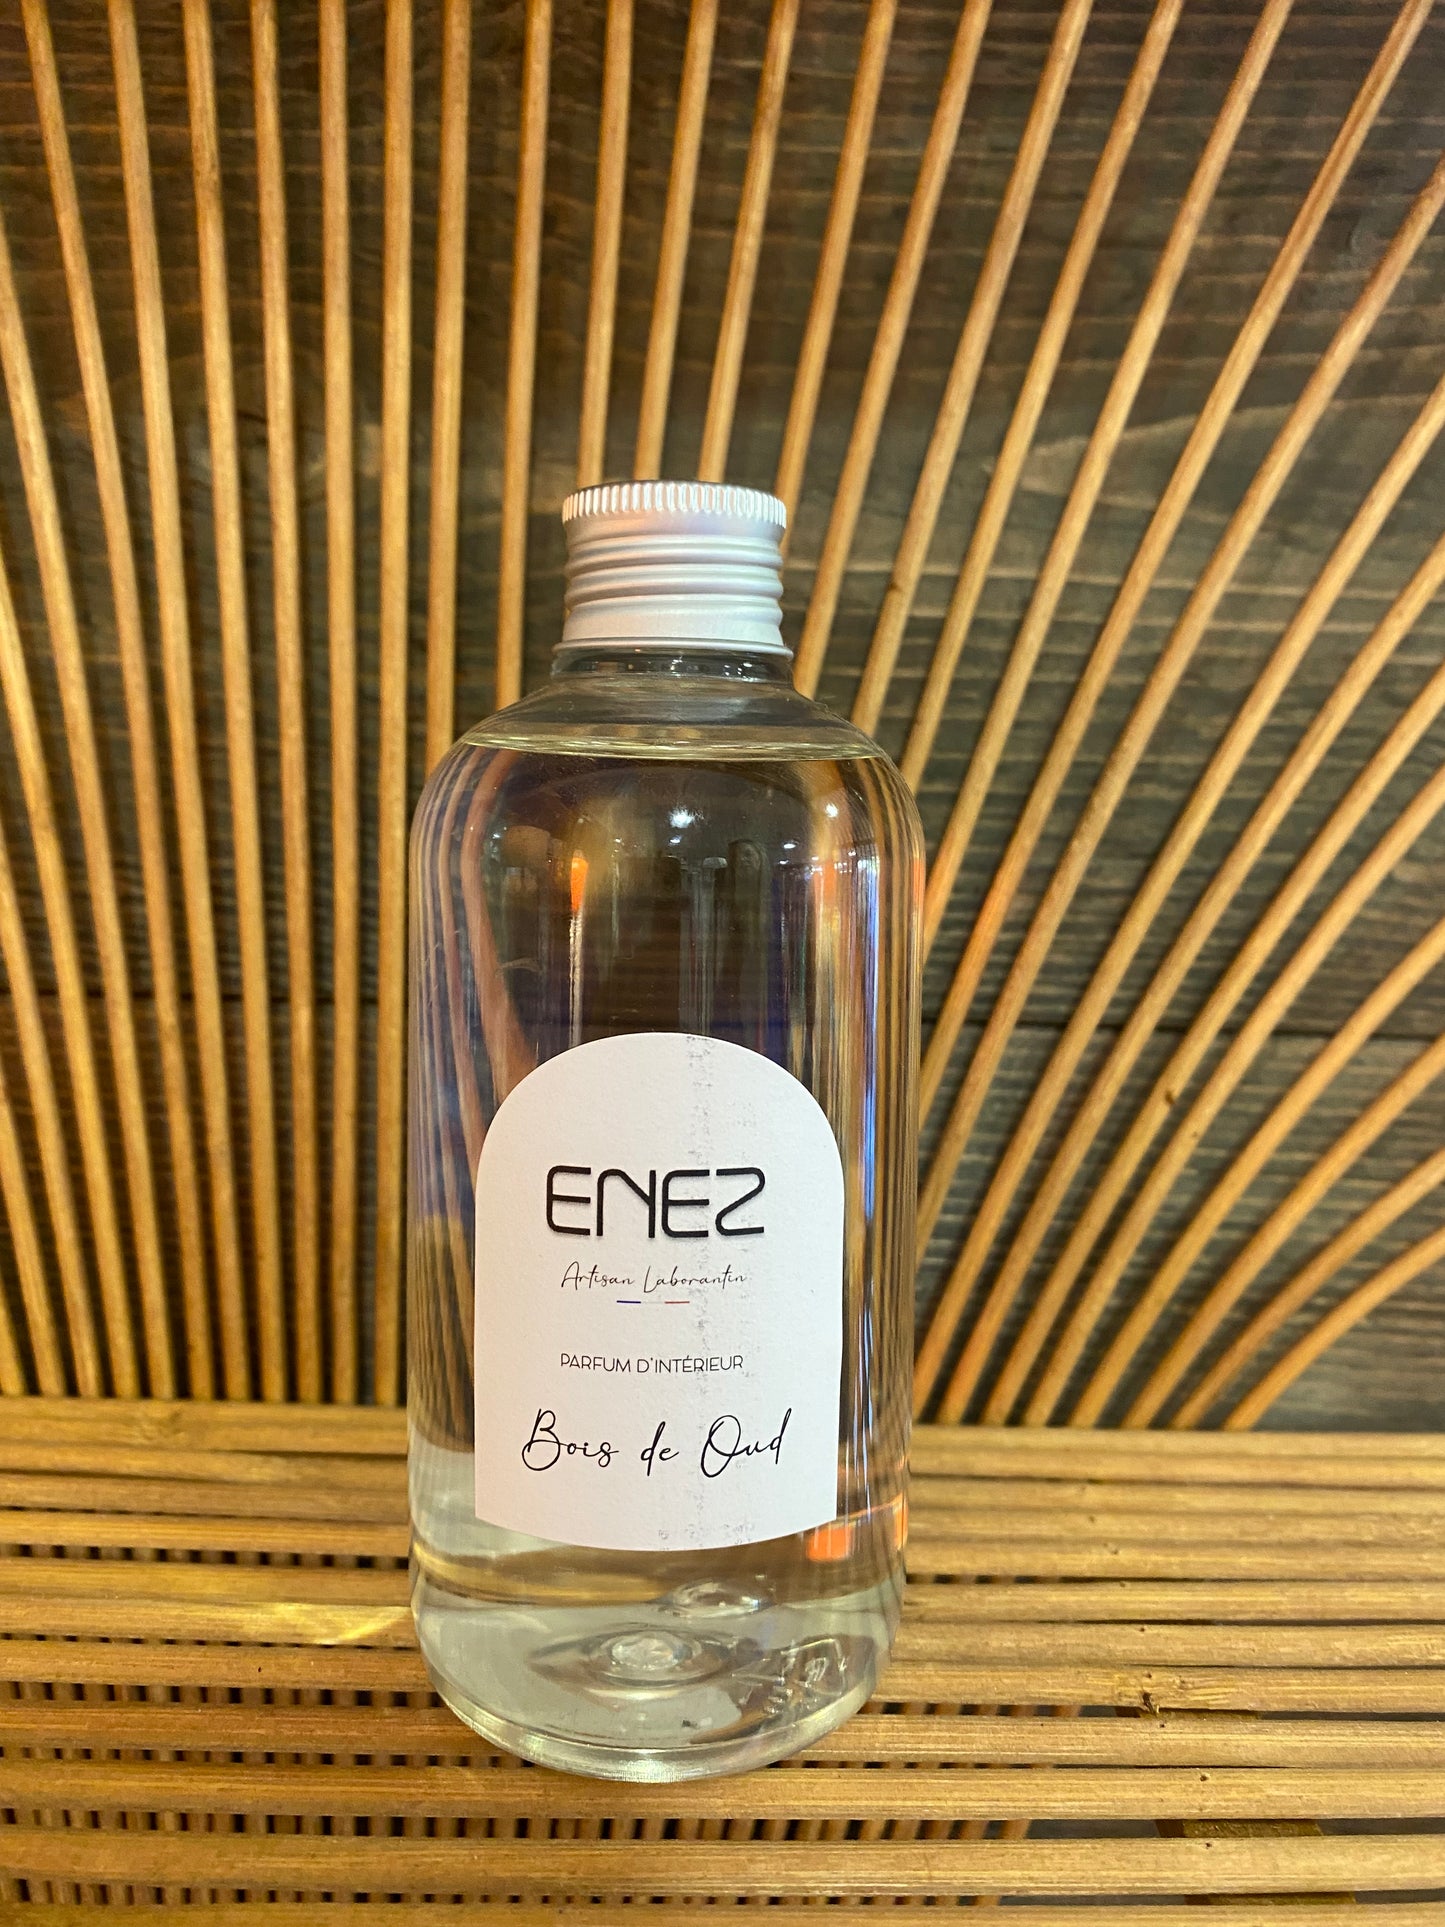 ENEZ
Artisan Laborantin
PARFUM D'INTÉRIEUR
Bois de Oud